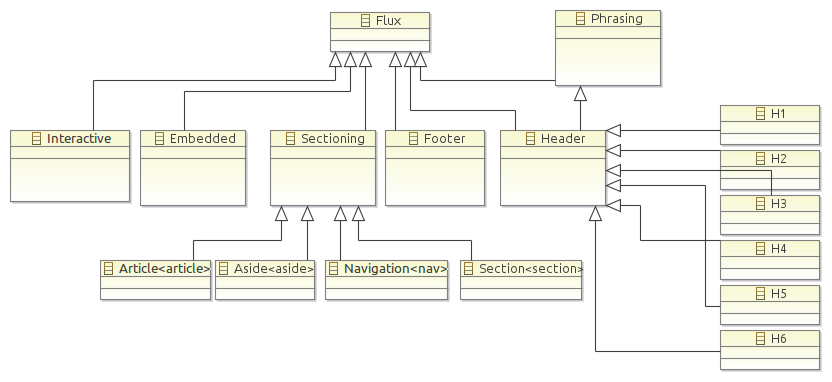 Flux
Phrasing
Interactive
Embedded
Sectioning
Footer
Header
H1
H2
H3
H4
H5
H6
Article<article>
Aside<aside>
Navigation<nav>
Section<section>